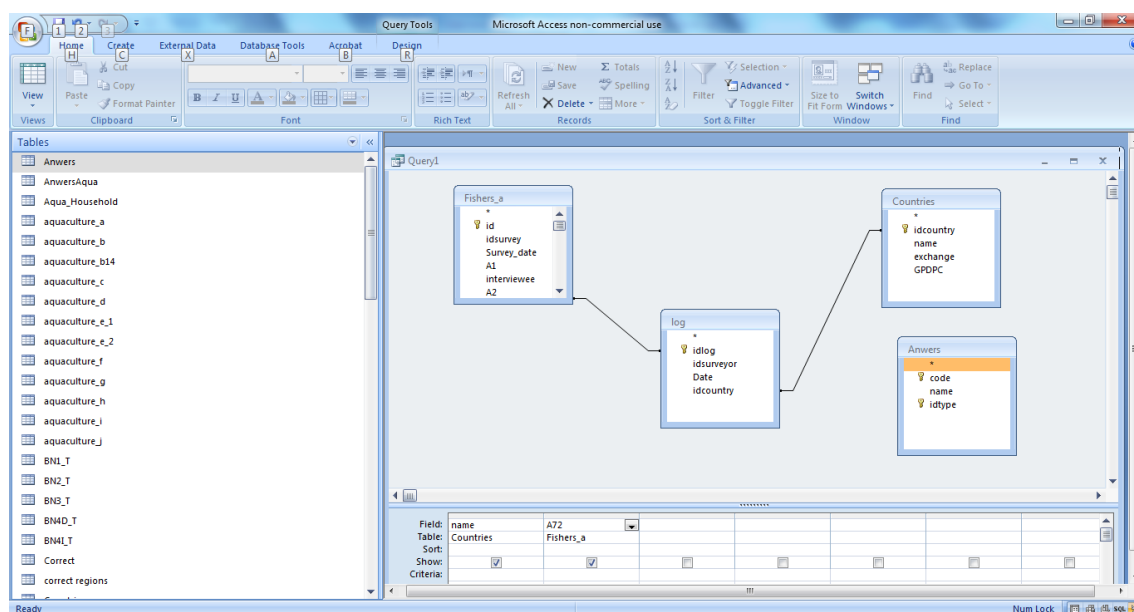 Query Tools Microsoft Access non-commercial use
F 1 2 3
Home Create External Data Database Tools Acrobat Design
H C X A B R
View
Views
Paste
Cut
Copy
Format Painter
Clipboard
B I U A
Font
ab
Rich Text
Refresh All
New
Save
Delete
Totals
Spelling
More
Records
Filter
Selection
Advanced
Toggle Filter
Sort & Filter
Size to Fit Form
Switch Windows
Window
Find
Replace
Go To
Select
Find
Tables
Anwers
AnwersAqua
Aqua_Household
aquaculture_a
aquaculture_b
aquaculture_b14
aquaculture_c
aquaculture_d
aquaculture_e_1
aquaculture_e_2
aquaculture_f
aquaculture_g
aquaculture_h
aquaculture_i
aquaculture_j
BN1_T
BN2_T
BN3_T
BN4D_T
BN4I_T
Correct
correct regions
Query1
Fishers_a
*
id
idsurvey
Survey_date
A1
interviewee
A2
log
*
idlog
idsurveyor
Date
idcountry
Countries
*
idcountry
name
exchange
GPDPC
Anwers
*
code
name
idtype
Field: name A72
Table: Countries Fishers_a
Sort:
Show:
Criteria:
Ready Num Lock SQL